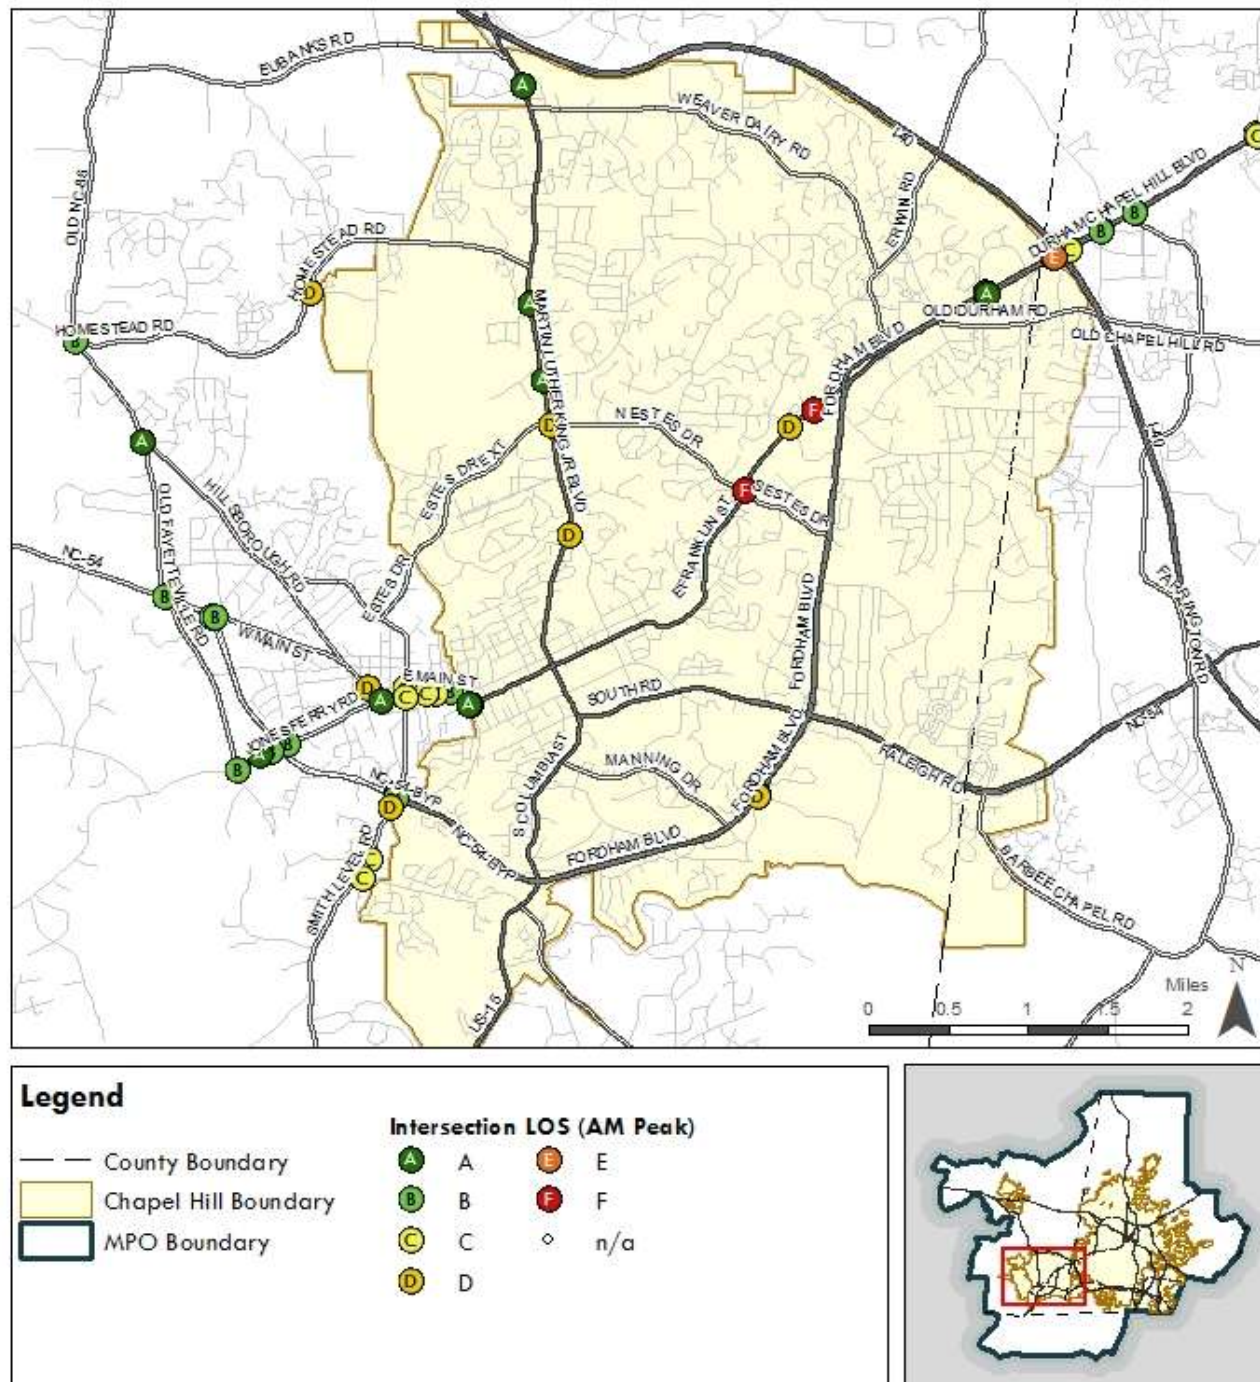 EUBANKS RD
A
WEAVER DAIRY RD
I-40
OLD NC-86
ERWIN RD
DURHAM CHAPEL HILL BLVD
C
B
B
C
E
HOMESTEAD RD
D
A
A
OLD DURHAM RD
OLD CHAPEL HILL RD
HOMESTEAD RD
B
MARTIN LUTHER KING JR BLVD
A
FORDHAM BLVD
F
D
D
N ESTES DR
I-40
A
ESTES DR EXT
HILLSBOROUGH RD
OLD FAYETTEVILLE RD
F
S ESTES DR
D
E FRANKLIN ST
NC-54
ESTES DR
FORDHAM BLVD
FARRINGTON RD
B
B
W MAIN ST
E MAIN ST
D
A
C
C
B
A
SOUTH RD
JONES FERRY RD
B
A
B
NC-54
RALEIGH RD
MANNING DR
S COLUMBIA ST
FORDHAM BLVD
D
NC-54-BYP
D
NC-54-BYP
FORDHAM BLVD
SMITH LEVEL RD
C
C
BARBEE CHAPEL RD
US-15
Miles
N
0 0.5 1 1.5 2
Legend
County Boundary
Chapel Hill Boundary
MPO Boundary
Intersection LOS (AM Peak)
A A
B B
C C
D D
E E
F F
n/a